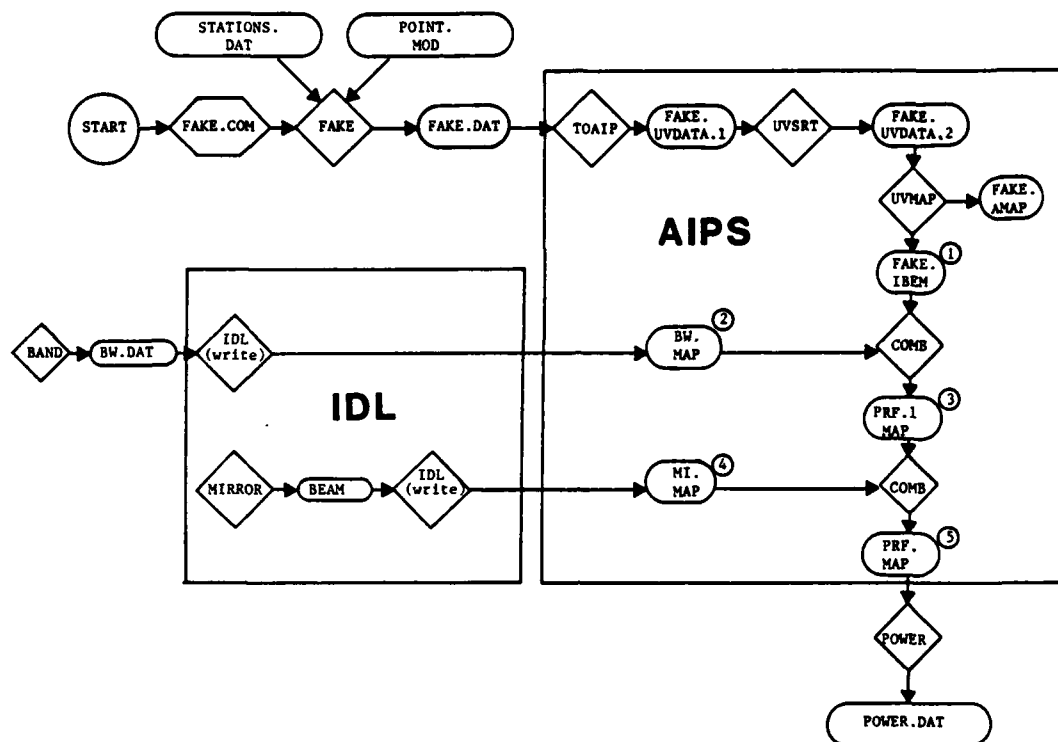 STATIONS.
DAT
POINT.
MOD
START
FAKE.COM
FAKE
FAKE.DAT
TOAIP
FAKE.
UVDATA.1
UVSRT
FAKE.
UVDATA.2
UVMAP
FAKE.
AMAP
AIPS
1
FAKE.
IBEM
BAND
BW.DAT
IDL
(write)
2
BW.
MAP
COMB
IDL
3
PRF.1
MAP
MIRROR
BEAM
IDL
(write)
4
MI.
MAP
COMB
5
PRF.
MAP
POWER
POWER.DAT